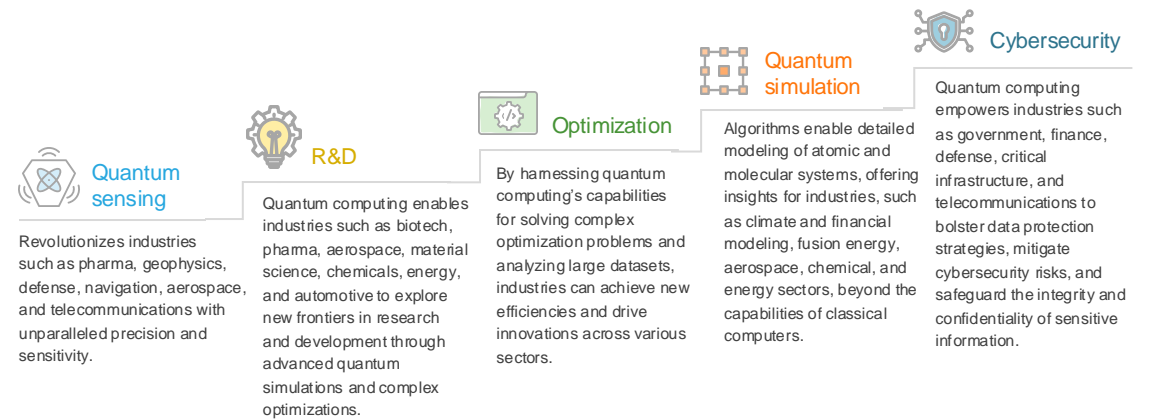 Quantum
sensing
Revolutionizes industries
such as pharma, geophysics,
defense, navigation, aerospace,
and telecommunications with
unparalleled precision and
sensitivity.
R&D
Quantum computing enables
industries such as biotech,
pharma, aerospace, material
science, chemicals, energy,
and automotive to explore
new frontiers in research
and development through
advanced quantum
simulations and complex
optimizations.
Optimization
By harnessing quantum
computing’s capabilities
for solving complex
optimization problems and
analyzing large datasets,
industries can achieve new
efficiencies and drive
innovations across various
sectors.
Quantum
simulation
Algorithms enable detailed
modeling of atomic and
molecular systems, offering
insights for industries, such
as climate and financial
modeling, fusion energy,
aerospace, chemical, and
energy sectors, beyond the
capabilities of classical
computers.
Cybersecurity
Quantum computing
empowers industries such
as government, finance,
defense, critical
infrastructure, and
telecommunications to
bolster data protection
strategies, mitigate
cybersecurity risks, and
safeguard the integrity and
confidentiality of sensitive
information.